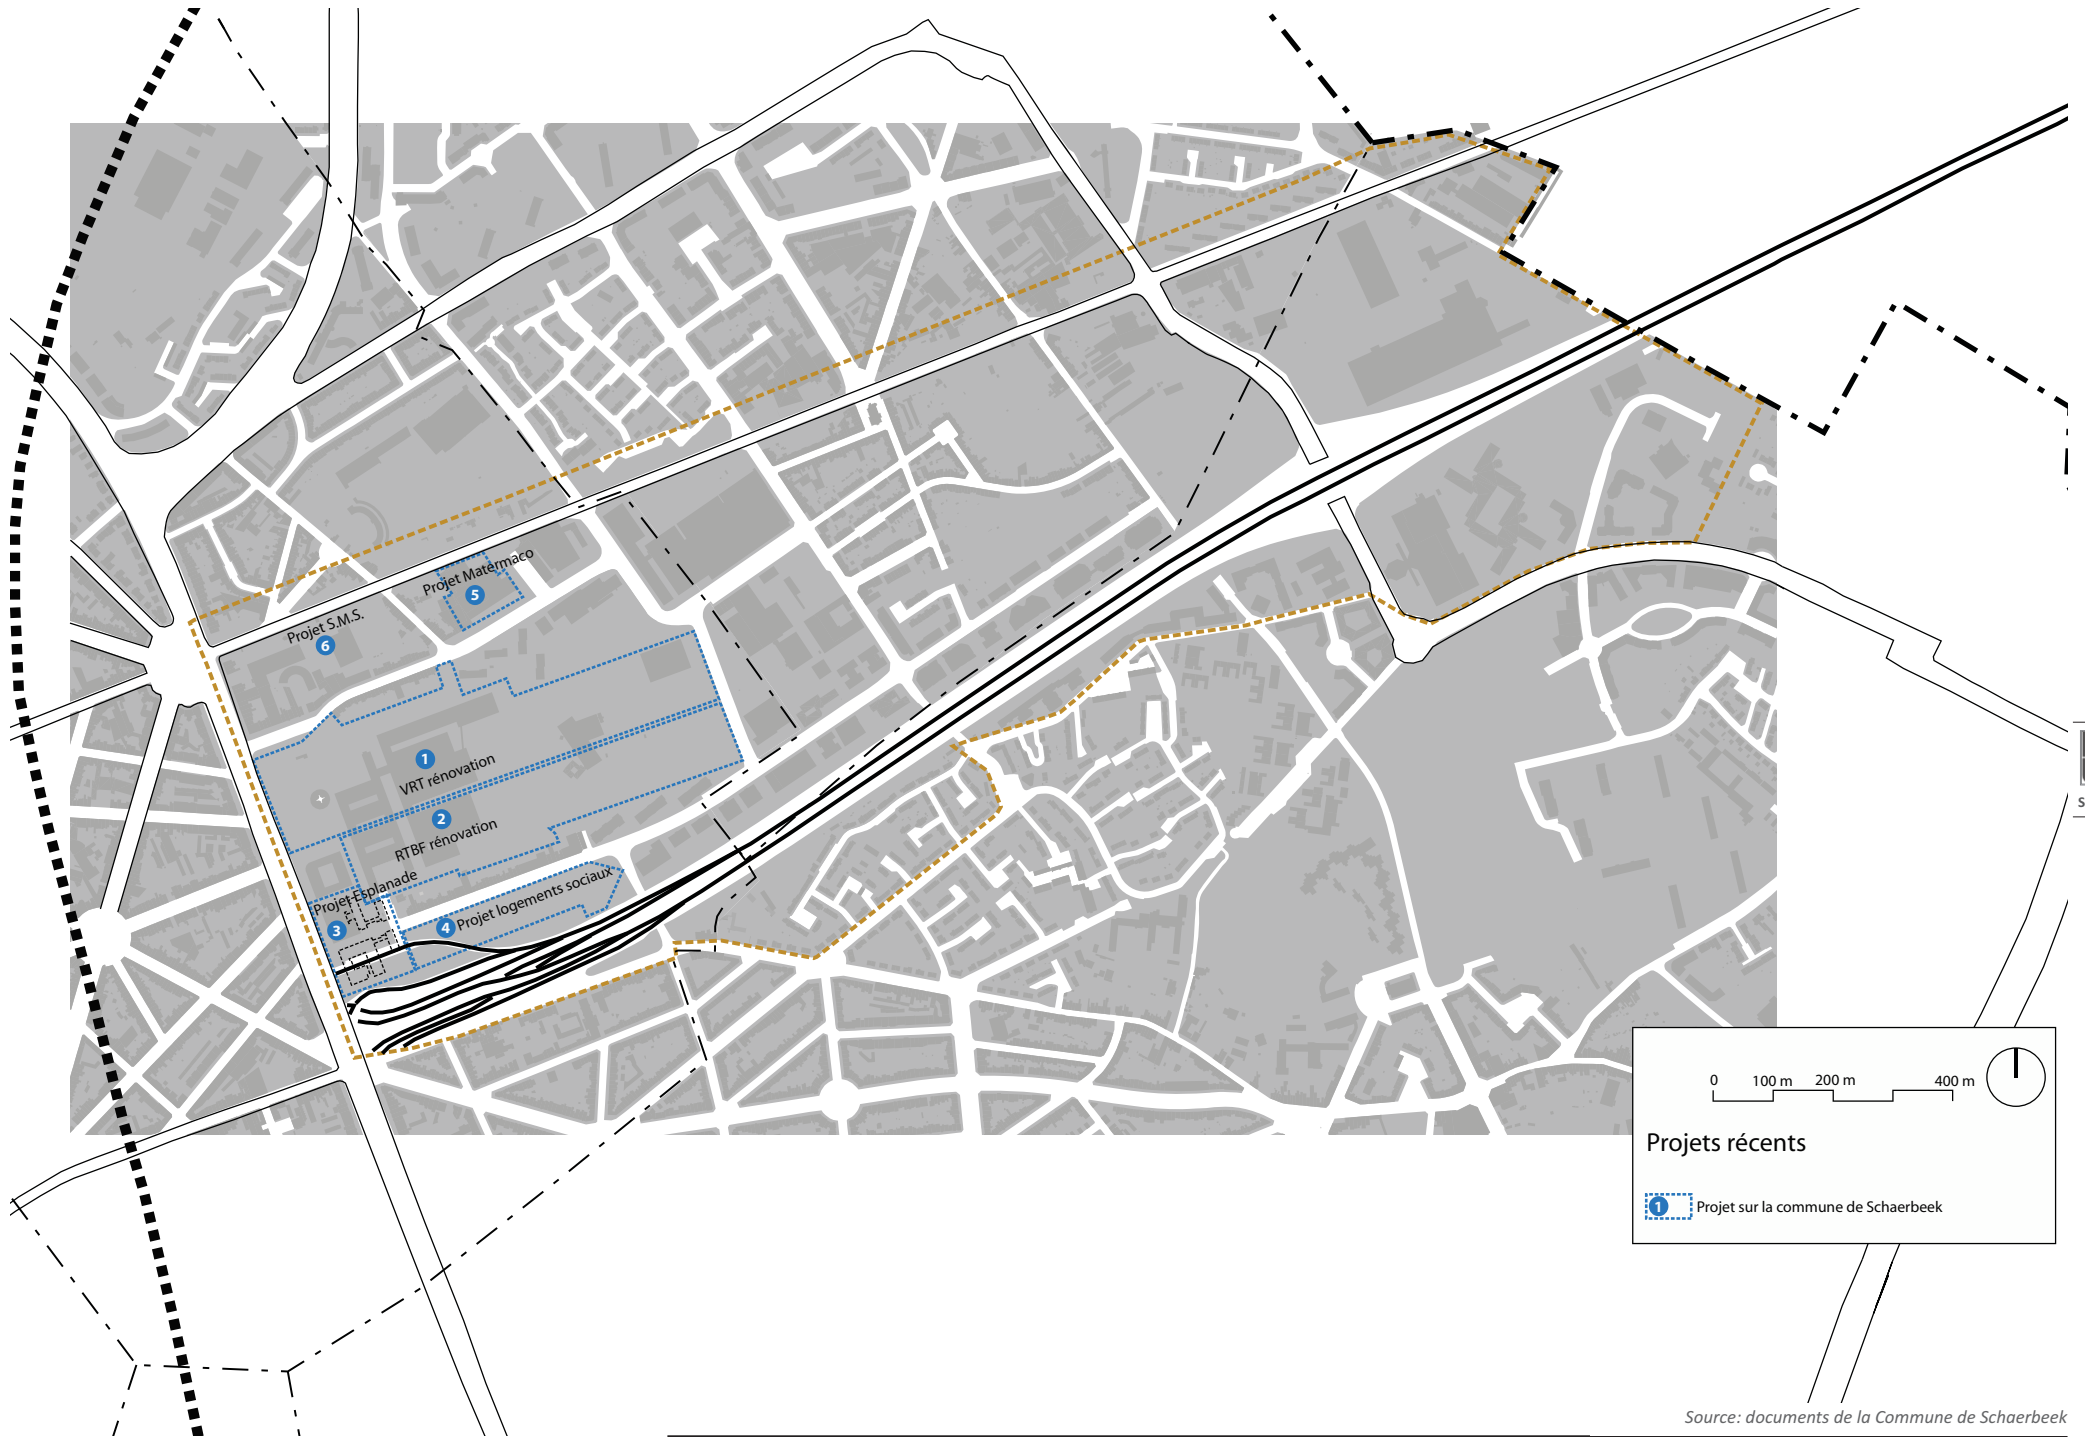 Projet Matermaco
5
Projet S.M.S.
6
1
VRT rénovation
2
RTBF rénovation
Projet Esplanade
3
4 Projet logements sociaux
S
0 100 m 200 m 400 m
Projets récents
1 Projet sur la commune de Schaerbeek
Source: documents de la Commune de Schaerbeek